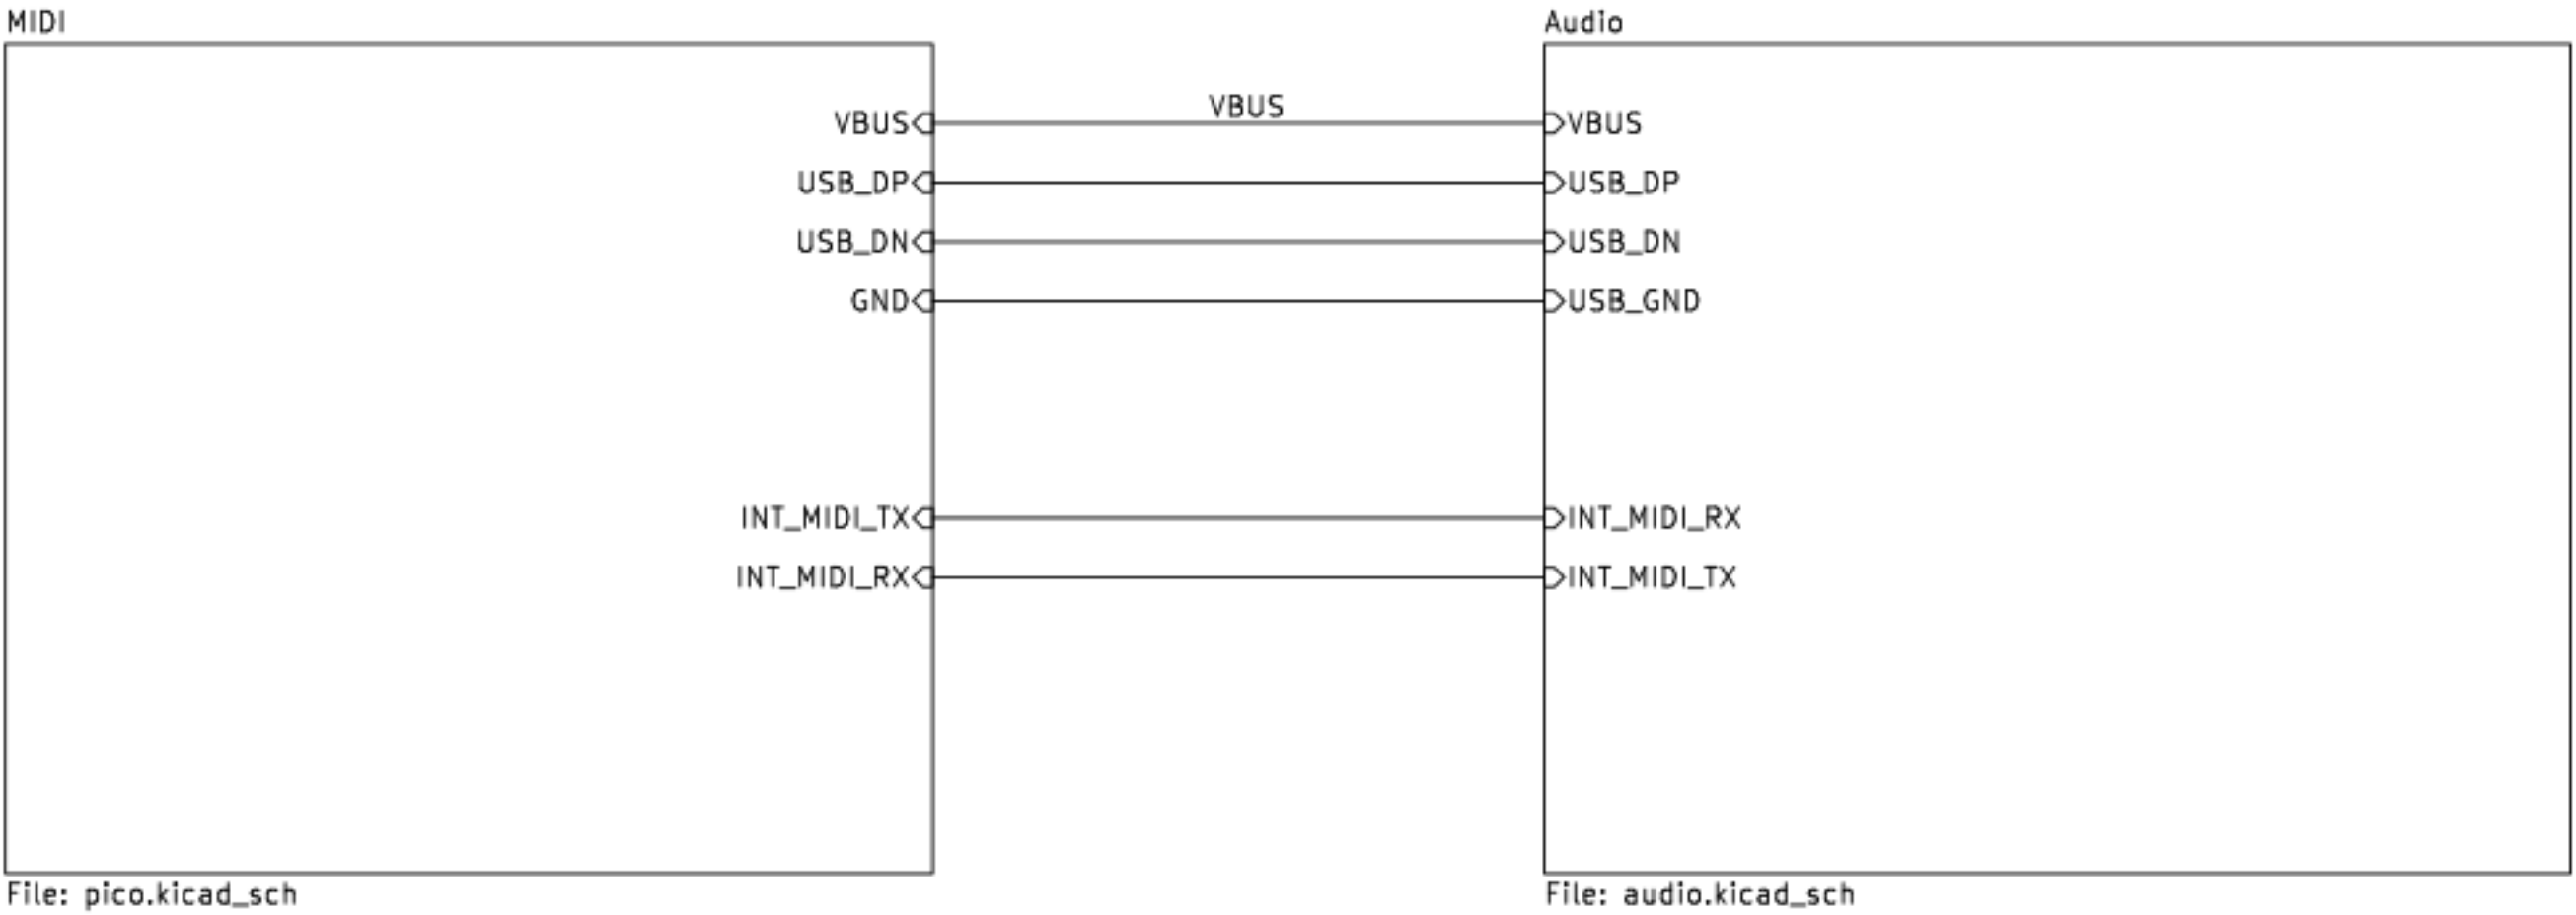 MIDI
Audio
VBUS
VBUS
VBUS
USB_DP
USB_DP
USB_DN
USB_DN
GND
USB_GND
INT_MIDI_TX
INT_MIDI_RX
INT_MIDI_RX
INT_MIDI_TX
File: pico.kicad_sch
File: audio.kicad_sch